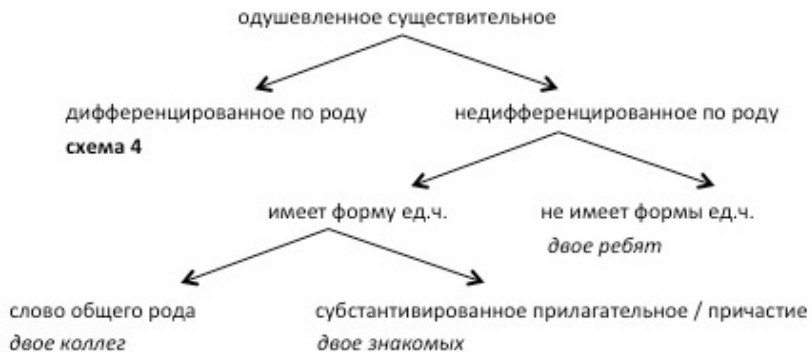 одушевленное существительное
дифференцированное по роду
недифференцированное по роду
схема 4
имеет форму ед.ч.
не имеет формы ед.ч.
двое ребят
слово общего рода
субстантивированное прилагательное / причастие
двое коллег
двое знакомых